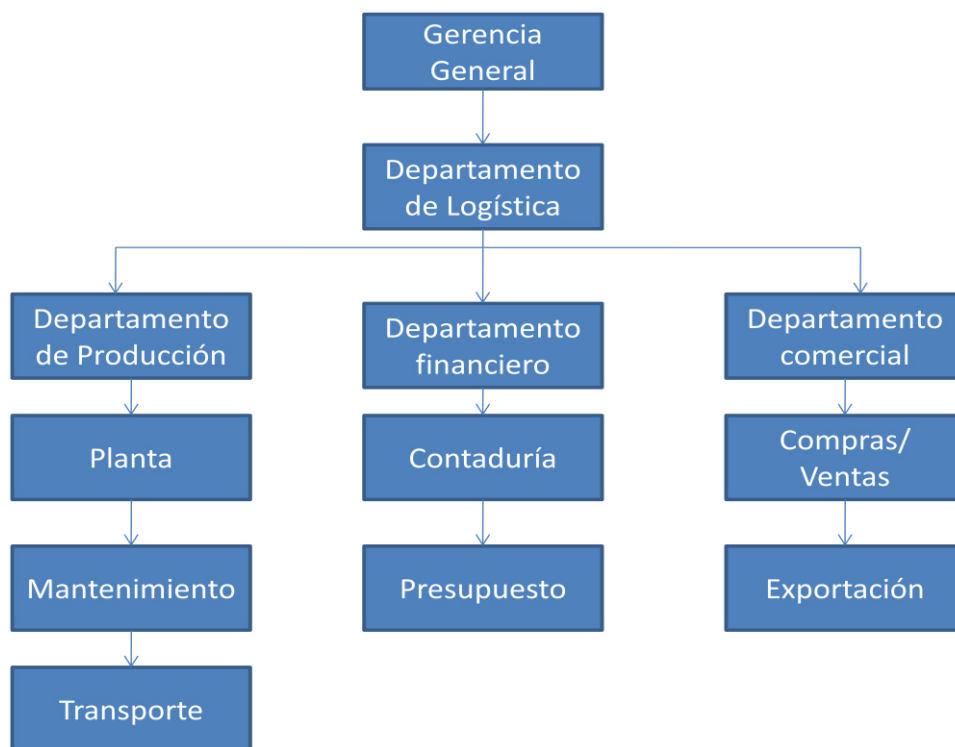 Gerencia
General
Departamento
de Logística
Departamento
de Producción
Departamento
financiero
Departamento
comercial
Planta
Contaduría
Compras/
Ventas
Mantenimiento
Presupuesto
Exportación
Transporte